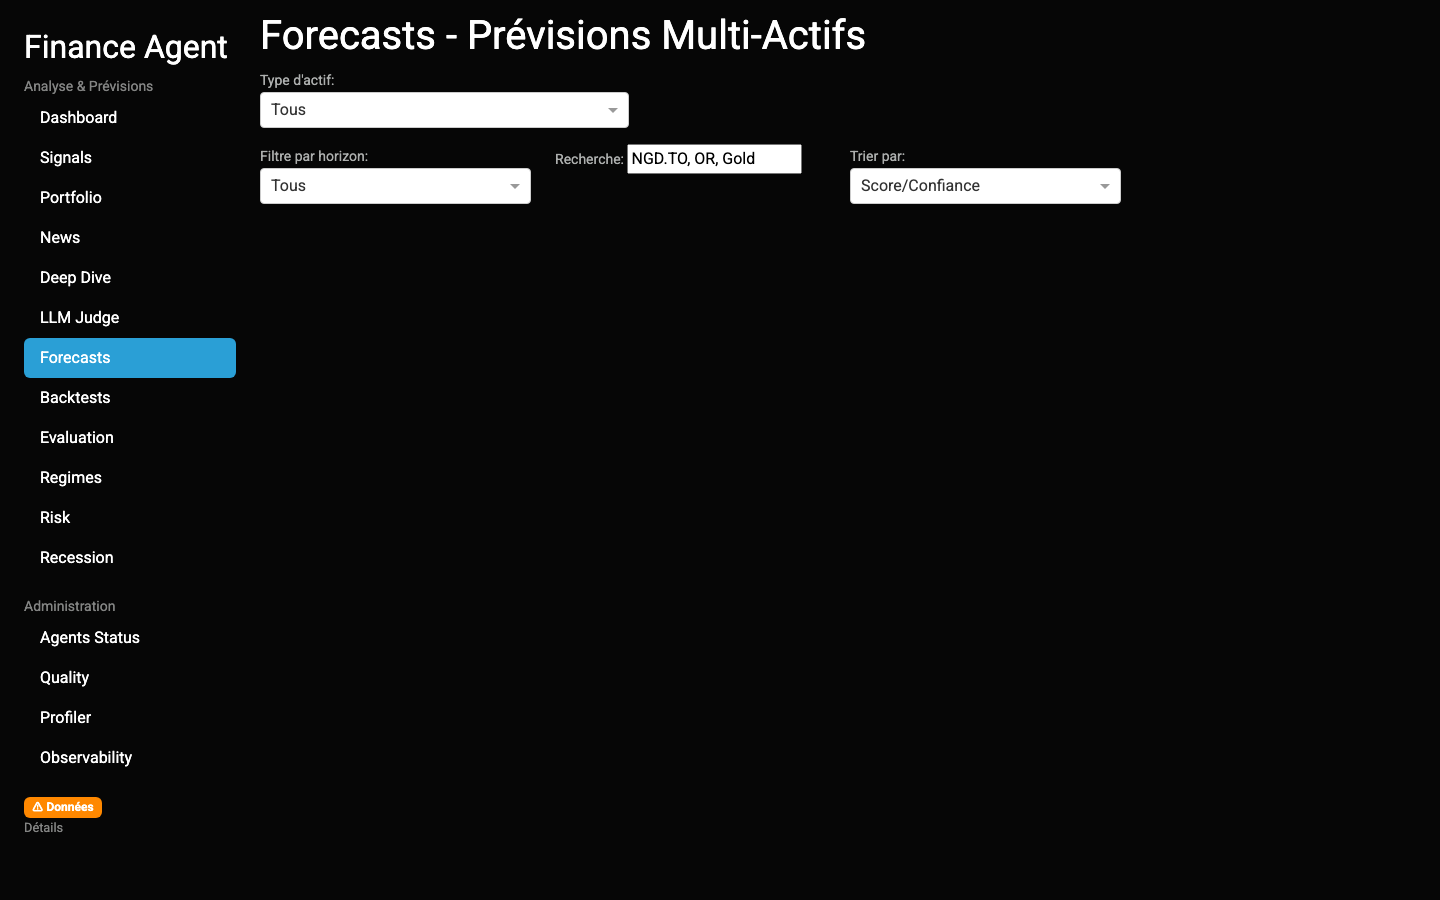 Finance Agent
Analyse & Prévisions
Dashboard
Signals
Portfolio
News
Deep Dive
LLM Judge
Forecasts
Backtests
Evaluation
Regimes
Risk
Recession
Administration
Agents Status
Quality
Profiler
Observability
⚠ Données
Détails
Forecasts - Prévisions Multi-Actifs
Type d'actif:
Tous
Filtre par horizon:
Tous
Recherche: NGD.TO, OR, Gold
Trier par:
Score/Confiance